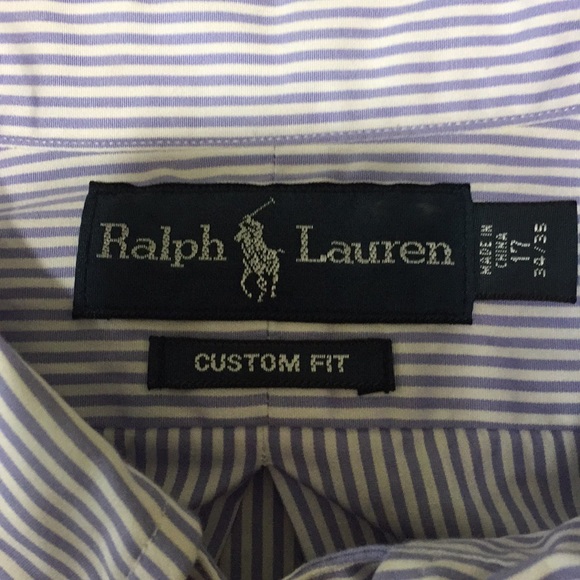 Ralph Lauren
MADE IN
CHINA
17
34/35
CUSTOM FIT